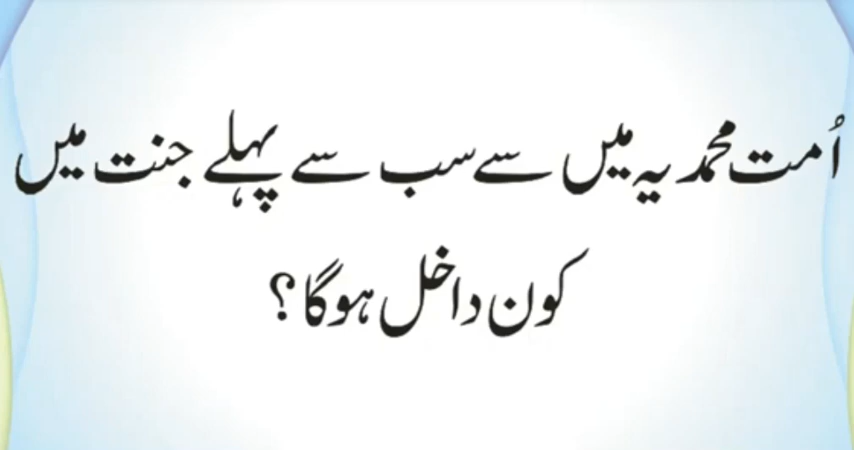 اُمت محمدیہ میں سے سب سے پہلے جنت میں
کون داخل ہوگا؟